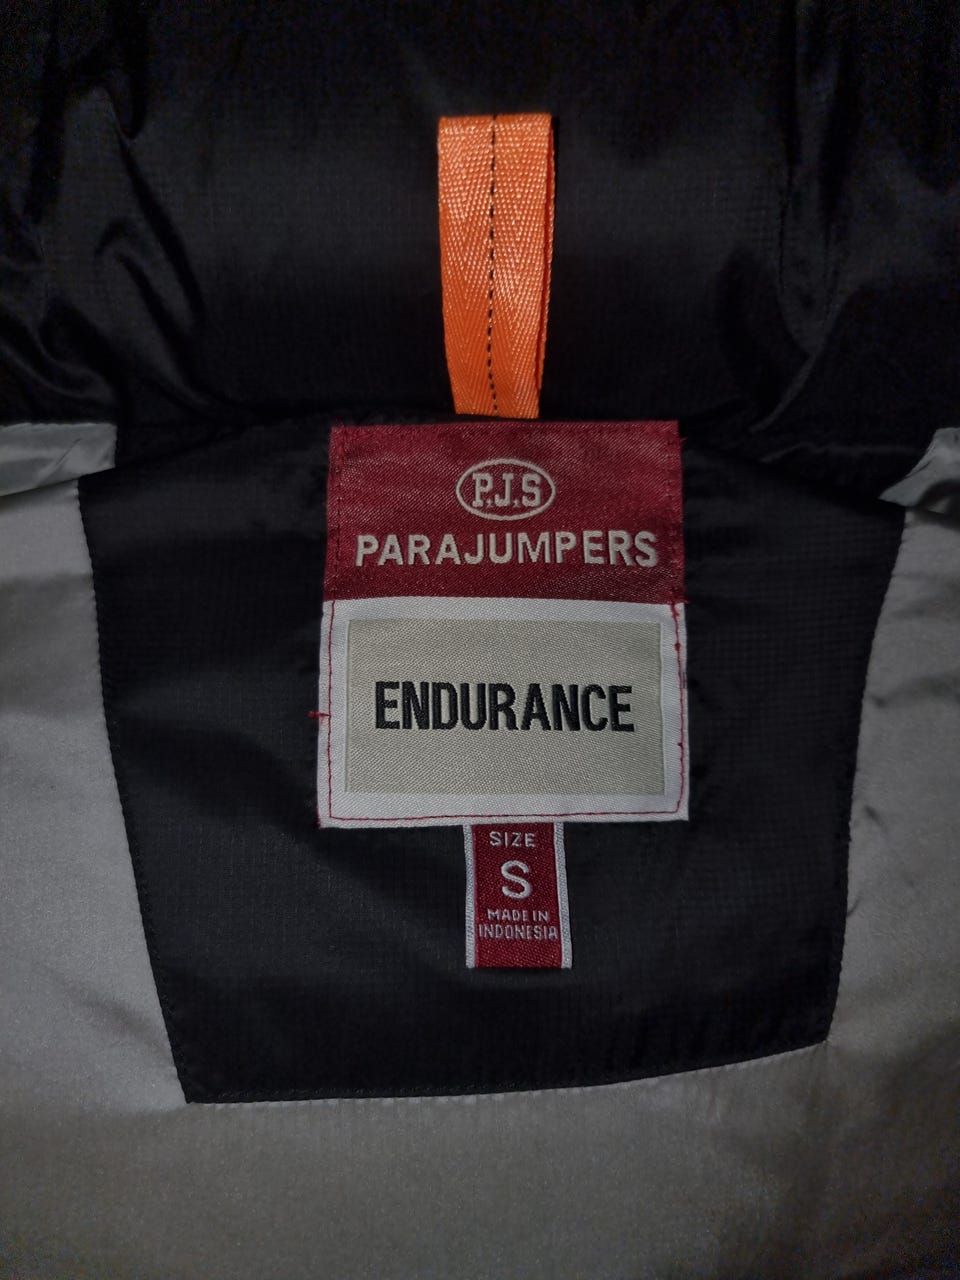 P.J.S
PARAJUMPERS
ENDURANCE
SIZE
S
MADE IN
INDONESIA